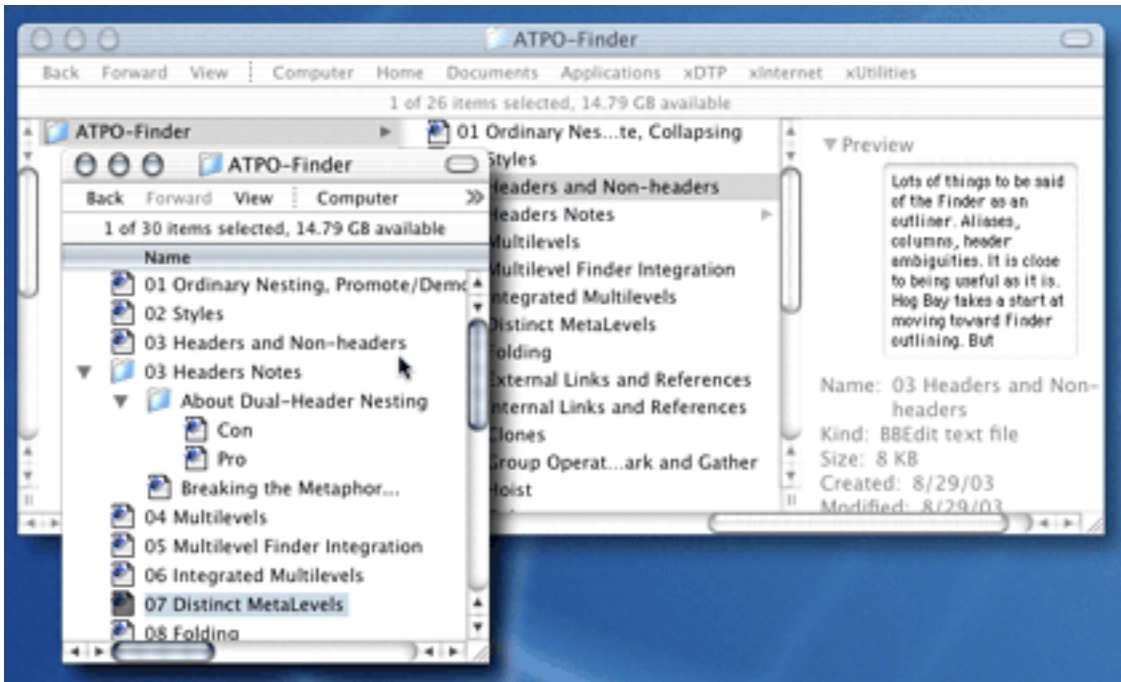 ATPO-Finder
Back Forward View Computer Home Documents Applications xDTP xInternet xUtilities
1 of 26 items selected, 14.79 GB available
ATPO-Finder
01 Ordinary Nes...te, Collapsing
Styles
Headers and Non-headers
Headers Notes
Multilevels
Multilevel Finder Integration
Integrated Multilevels
Distinct MetaLevels
Folding
External Links and References
Internal Links and References
Clones
Group Operat...ark and Gather
Hoist
Preview
Lots of things to be said
of the Finder as an
outliner. Aliases,
columns, header
ambiguities. It is close
to being useful as it is.
Hog Bay takes a start at
moving toward Finder
outlining. But
Name: 03 Headers and Non-
headers
Kind: BBEdit text file
Size: 8 KB
Created: 8/29/03
Modified: 8/29/03
ATPO-Finder
Back Forward View Computer
1 of 30 items selected, 14.79 GB available
Name
01 Ordinary Nesting, Promote/Demo
02 Styles
03 Headers and Non-headers
03 Headers Notes
About Dual-Header Nesting
Con
Pro
Breaking the Metaphor...
04 Multilevels
05 Multilevel Finder Integration
06 Integrated Multilevels
07 Distinct MetaLevels
08 Folding